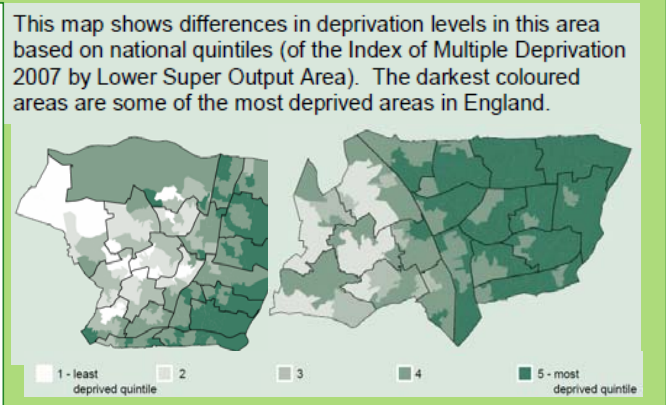 This map shows differences in deprivation levels in this area
based on national quintiles (of the Index of Multiple Deprivation
2007 by Lower Super Output Area).  The darkest coloured
areas are some of the most deprived areas in England.
1 - least
deprived quintile
2
3
4
5 - most
deprived quintile